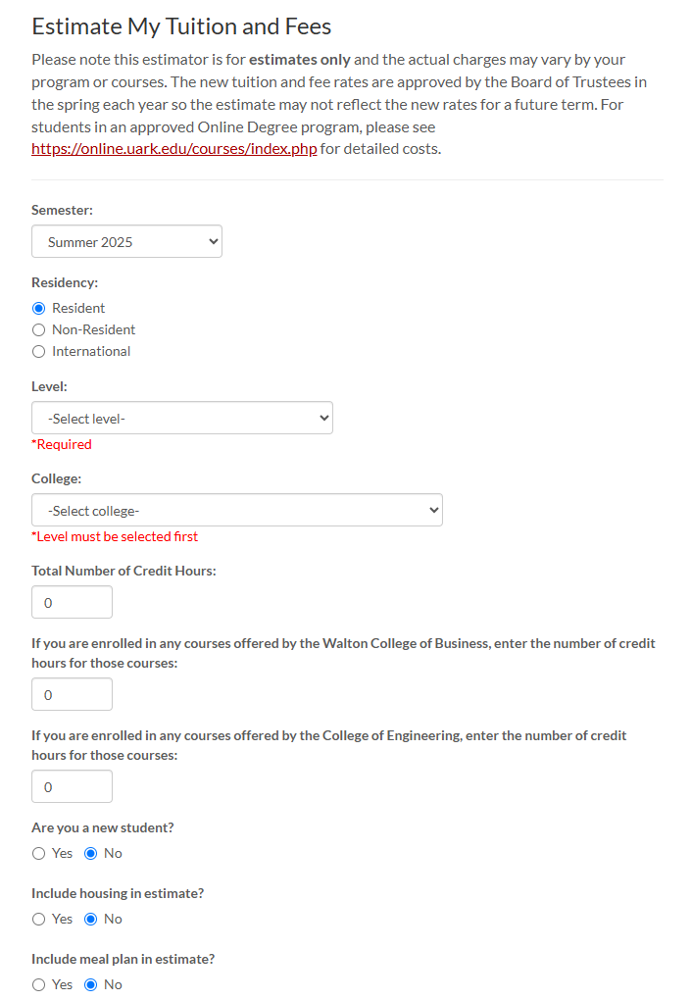 Estimate My Tuition and Fees
Please note this estimator is for estimates only and the actual charges may vary by your
program or courses. The new tuition and fee rates are approved by the Board of Trustees in
the spring each year so the estimate may not reflect the new rates for a future term. For
students in an approved Online Degree program, please see
https://online.uark.edu/courses/index.php for detailed costs.
Semester:
Summer 2025
Residency:
Resident
Non-Resident
International
Level:
-Select level-
*Required
College:
-Select college-
*Level must be selected first
Total Number of Credit Hours:
0
If you are enrolled in any courses offered by the Walton College of Business, enter the number of credit
hours for those courses:
0
If you are enrolled in any courses offered by the College of Engineering, enter the number of credit
hours for those courses:
0
Are you a new student?
Yes No
Include housing in estimate?
Yes No
Include meal plan in estimate?
Yes No